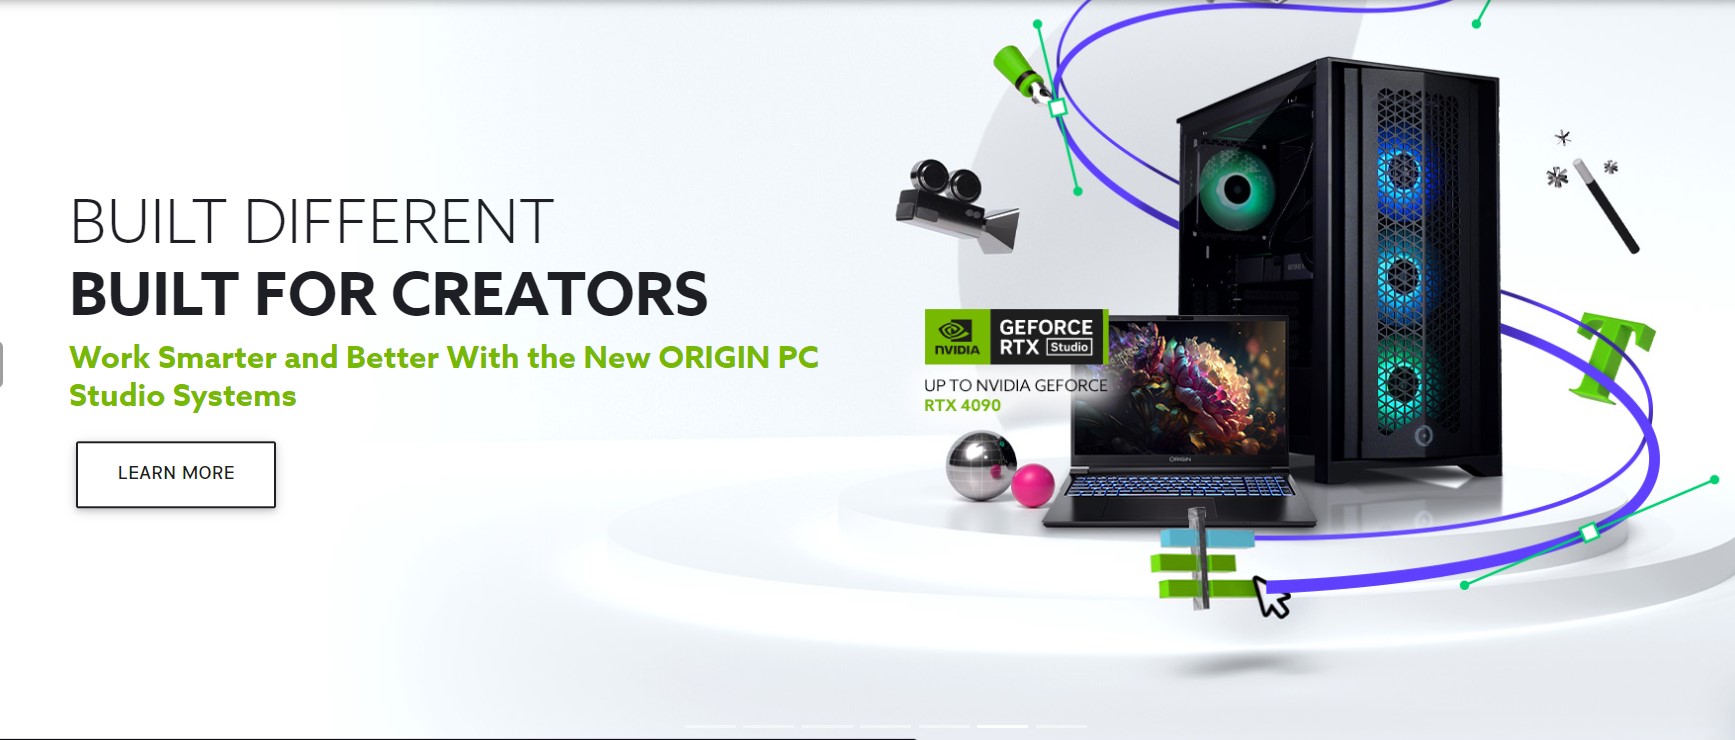 BUILT DIFFERENT
BUILT FOR CREATORS
Work Smarter and Better With the New ORIGIN PC
Studio Systems
LEARN MORE
NVIDIA
GEFORCE
RTX Studio
UP TO NVIDIA GEFORCE
RTX 4090
T
ORIGIN